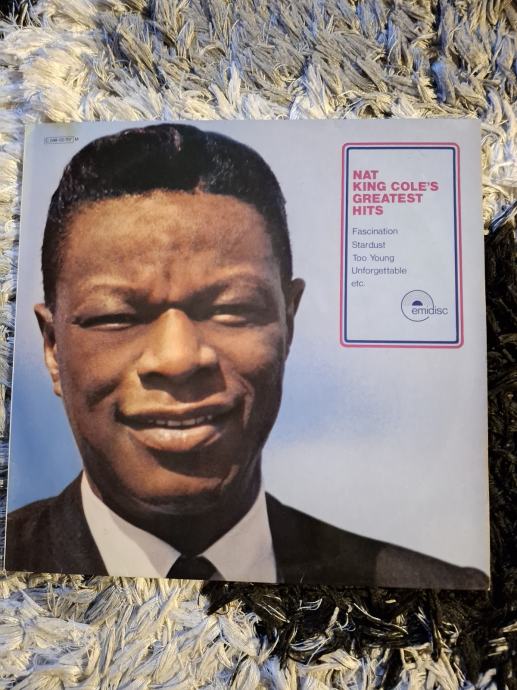 NAT
KING COLE'S
GREATEST
HITS
Fascination
Stardust
Too Young
Unforgettable
etc.
emidisc